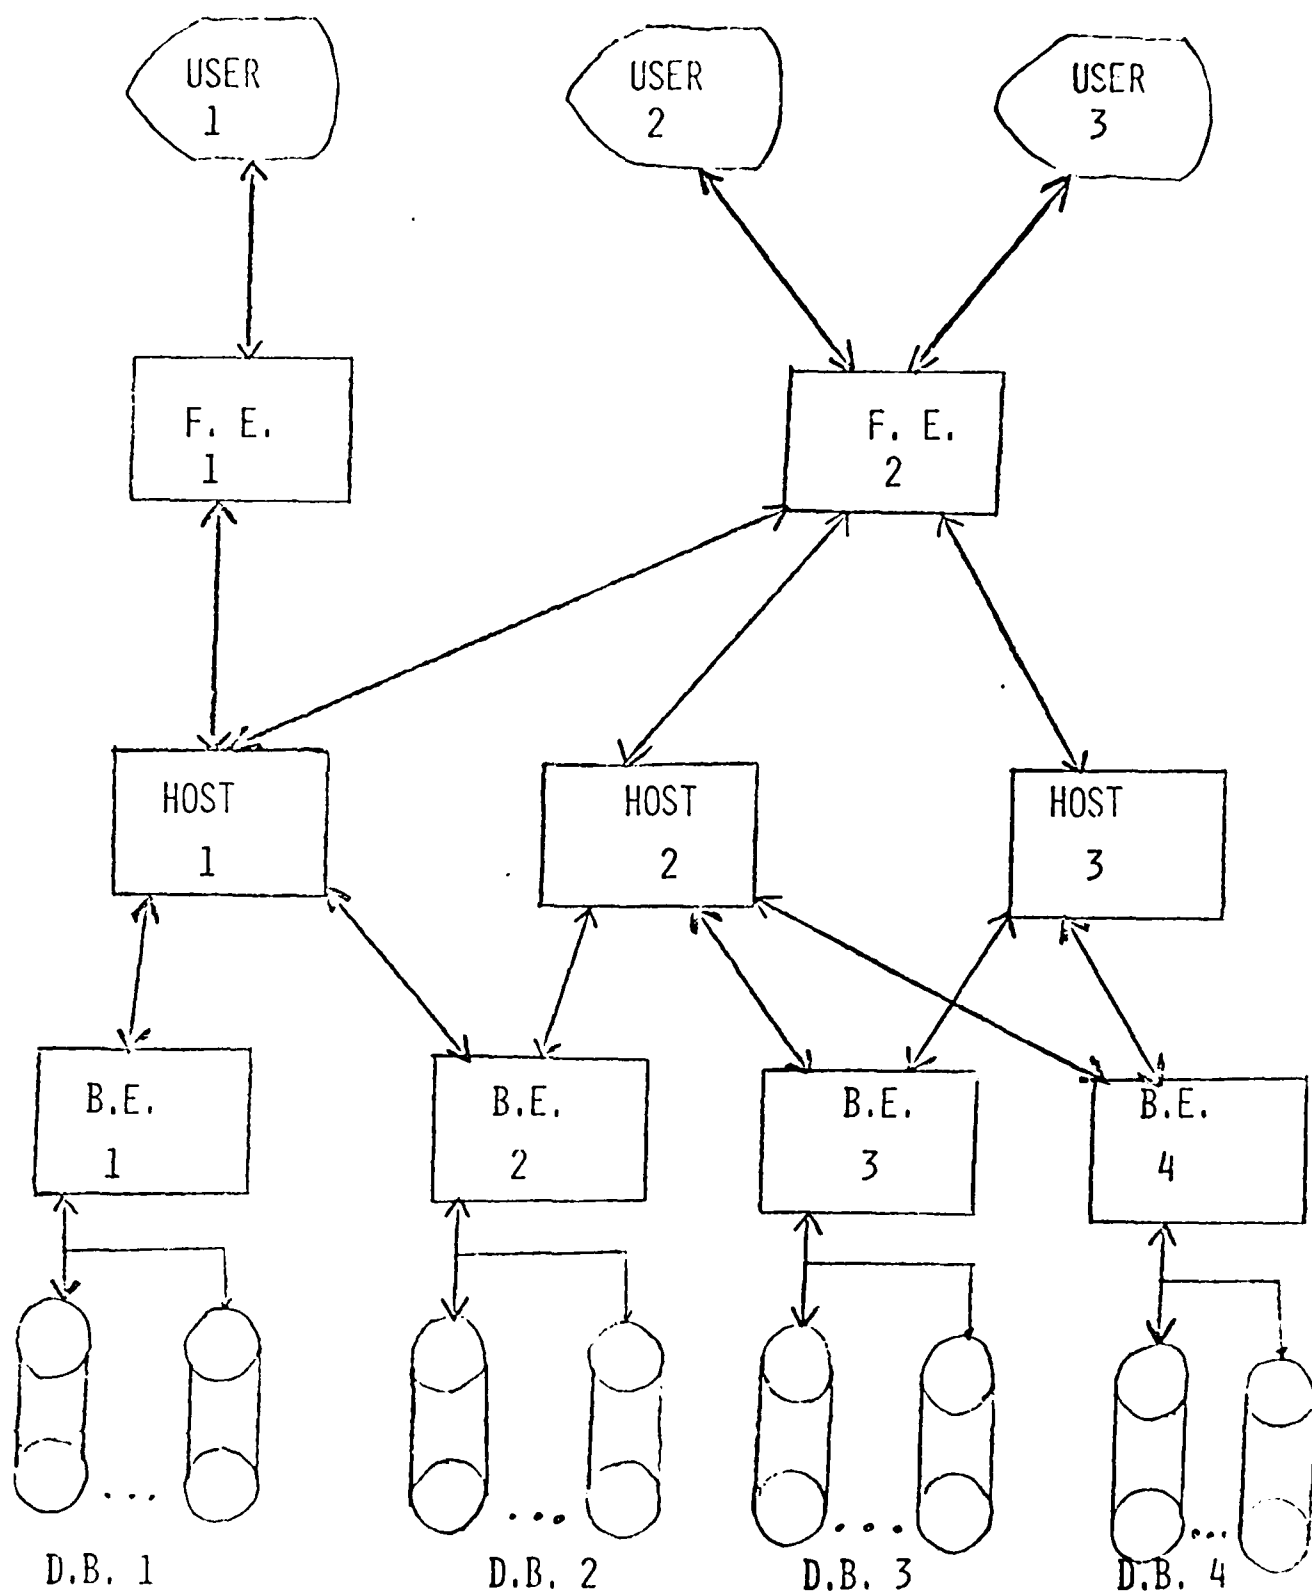 USER
1
USER
2
USER
3
F. E.
1
F. E.
2
HOST
1
HOST
2
HOST
3
B.E.
1
B.E.
2
B.E.
3
B.E.
4
...
...
...
...
D.B. 1
D.B. 2
D.B. 3
D.B. 4